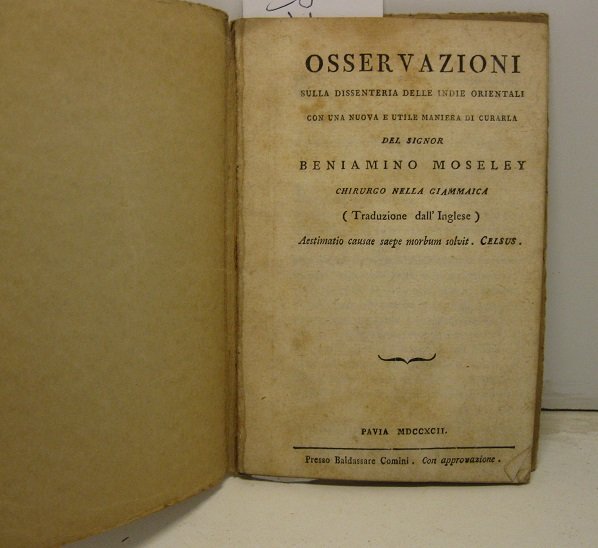 OSSERVAZIONI
SULLA DISSENTERIA DELLE INDIE ORIENTALI
CON UNA NUOVA E UTILE MANIERA DI CURARLA
DEL SIGNOR
BENIAMINO MOSELEY
CHIRURGO NELLA GIAMMAICA
( Traduzione dall' Inglese )
Aestimatio causae saepe morbum solvit. CELSUS.
PAVIA MDCCXCII.
Presso Baldassare Comini. Con approvazione.